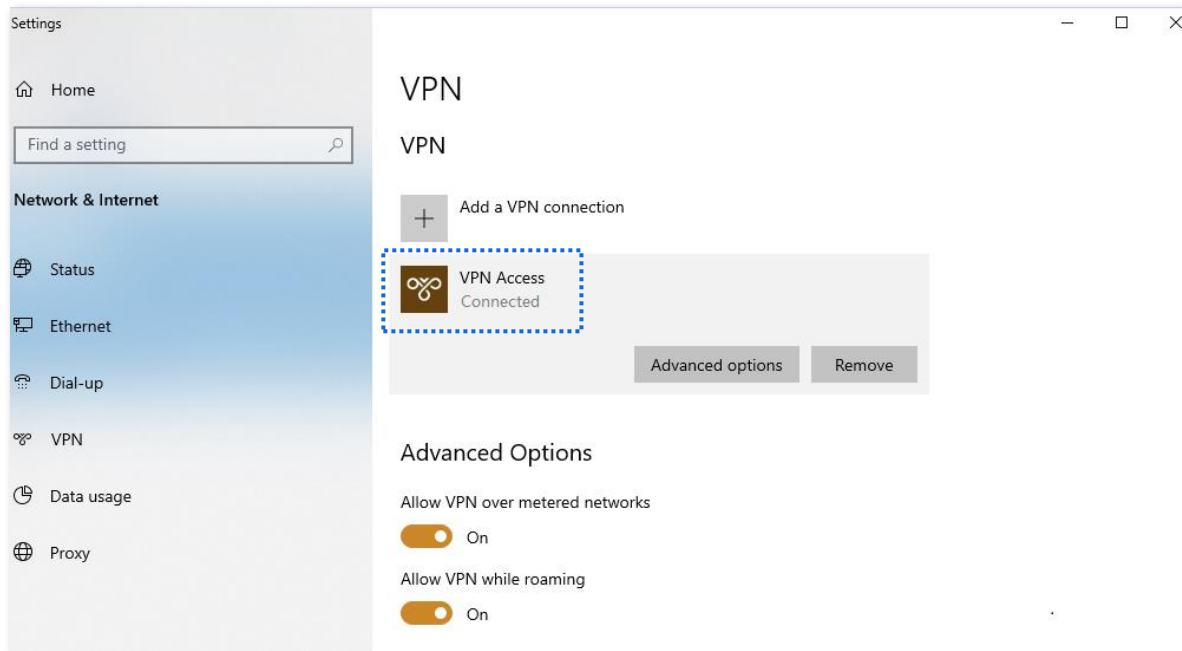 Settings
Home
Find a setting
Network & Internet
Status
Ethernet
Dial-up
VPN
Data usage
Proxy
VPN
VPN
Add a VPN connection
VPN Access
Connected
Advanced options Remove
Advanced Options
Allow VPN over metered networks
On
Allow VPN while roaming
On